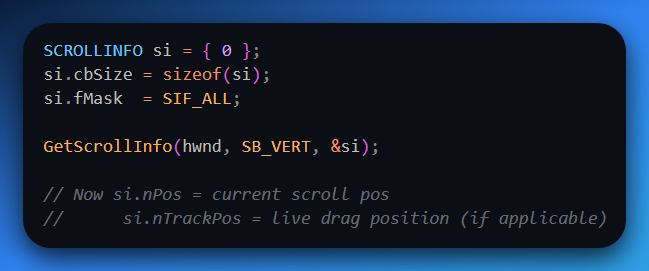 SCROLLINFO si = { 0 };
si.cbSize = sizeof(si);
si.fMask  = SIF_ALL;

GetScrollInfo(hwnd, SB_VERT, &si);

// Now si.nPos = current scroll pos
//      si.nTrackPos = live drag position (if applicable)